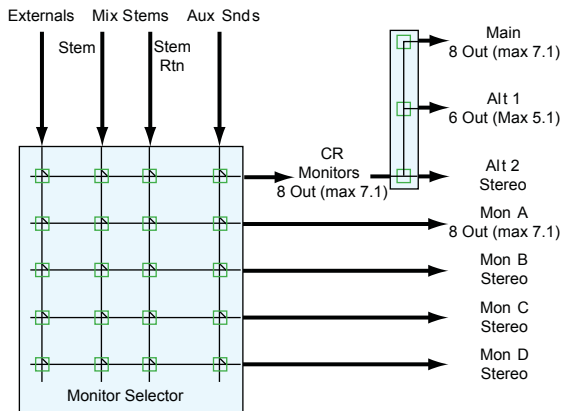 Externals Mix Stems Aux Snds
Stem
Stem
Rtn
Main
8 Out (max 7.1)
Alt 1
6 Out (Max 5.1)
CR
Monitors
8 Out (max 7.1)
Alt 2
Stereo
Mon A
8 Out (max 7.1)
Mon B
Stereo
Mon C
Stereo
Mon D
Stereo
Monitor Selector